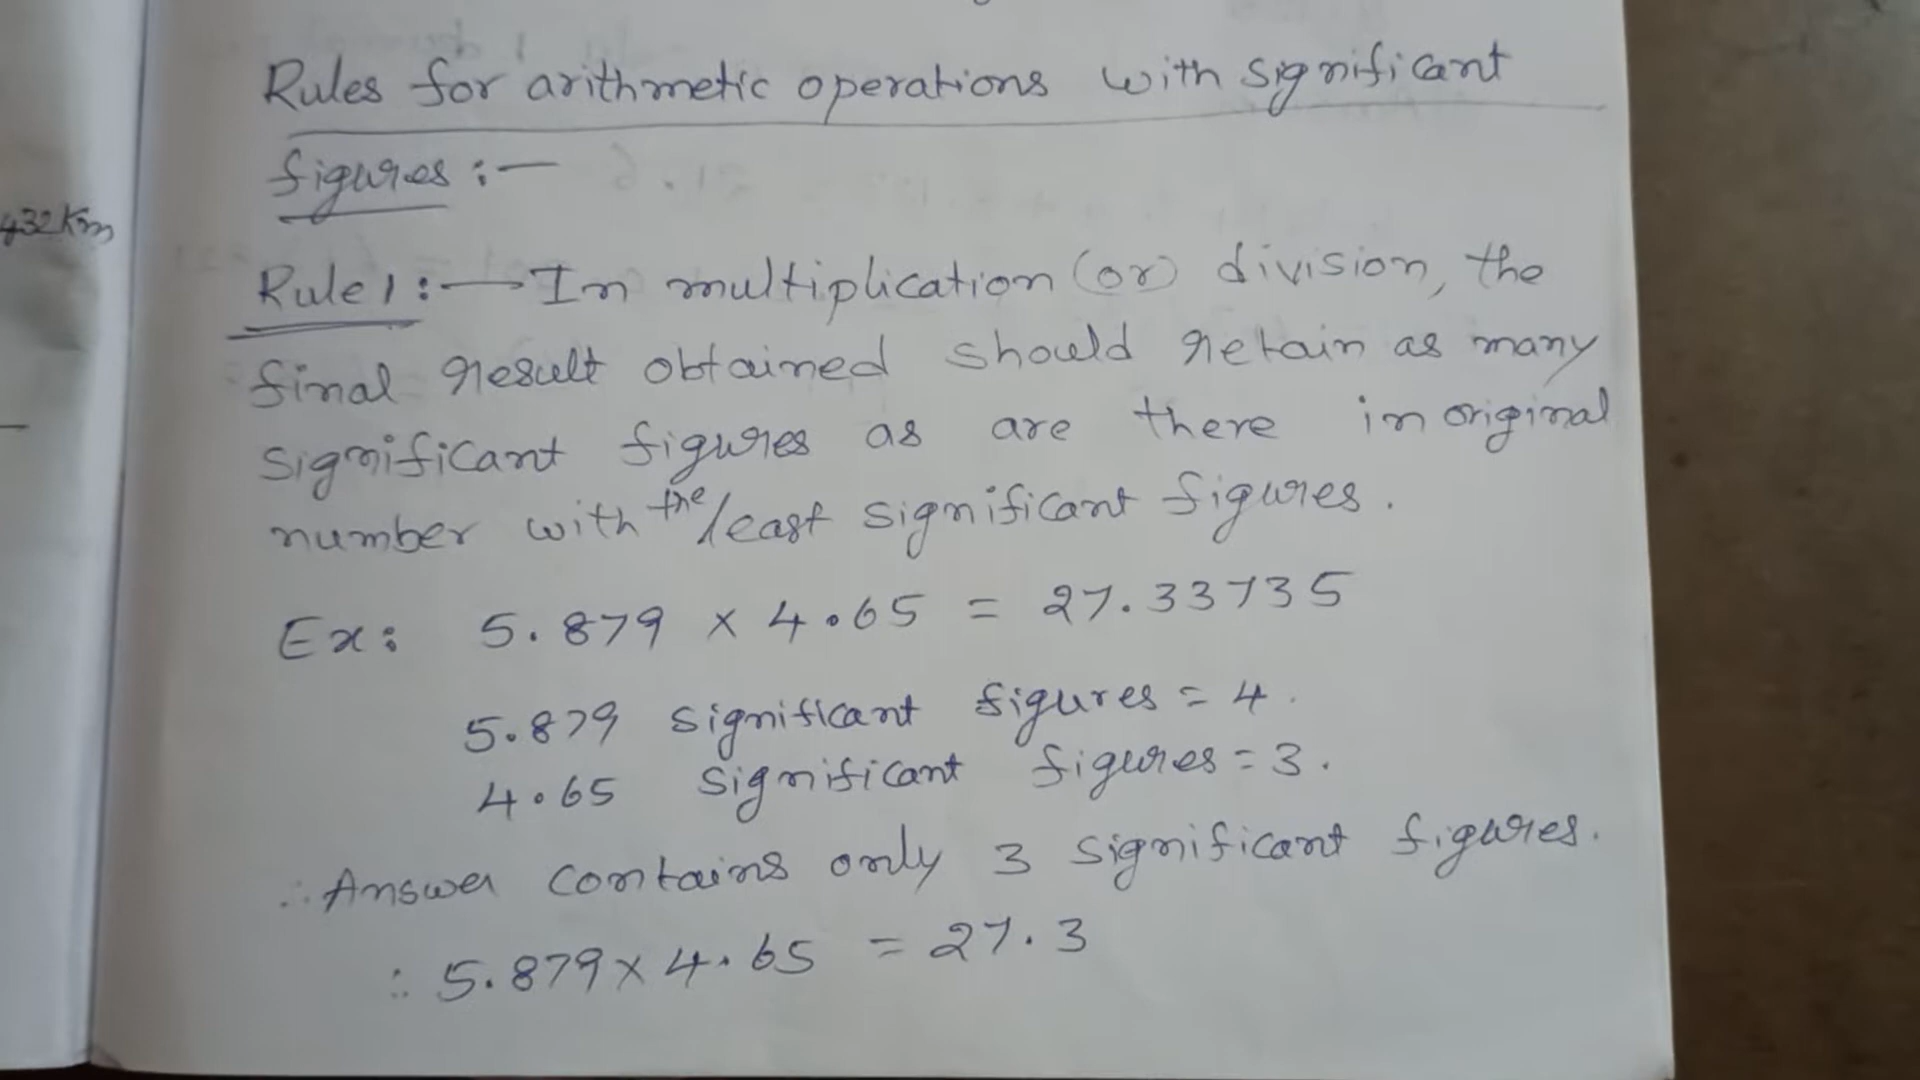 Rules for arithmetic operations with significant
figures :-
432 Km
Rule 1 :- In multiplication (or) division, the
final result obtained should retain as many
significant figures as are there in original
number with the least significant figures.
Ex: 5.879 × 4.65 = 27.33735
5.879 significant figures = 4.
4.65 significant figures = 3.
∴ Answer contains only 3 significant figures.
∴ 5.879 × 4.65 = 27.3